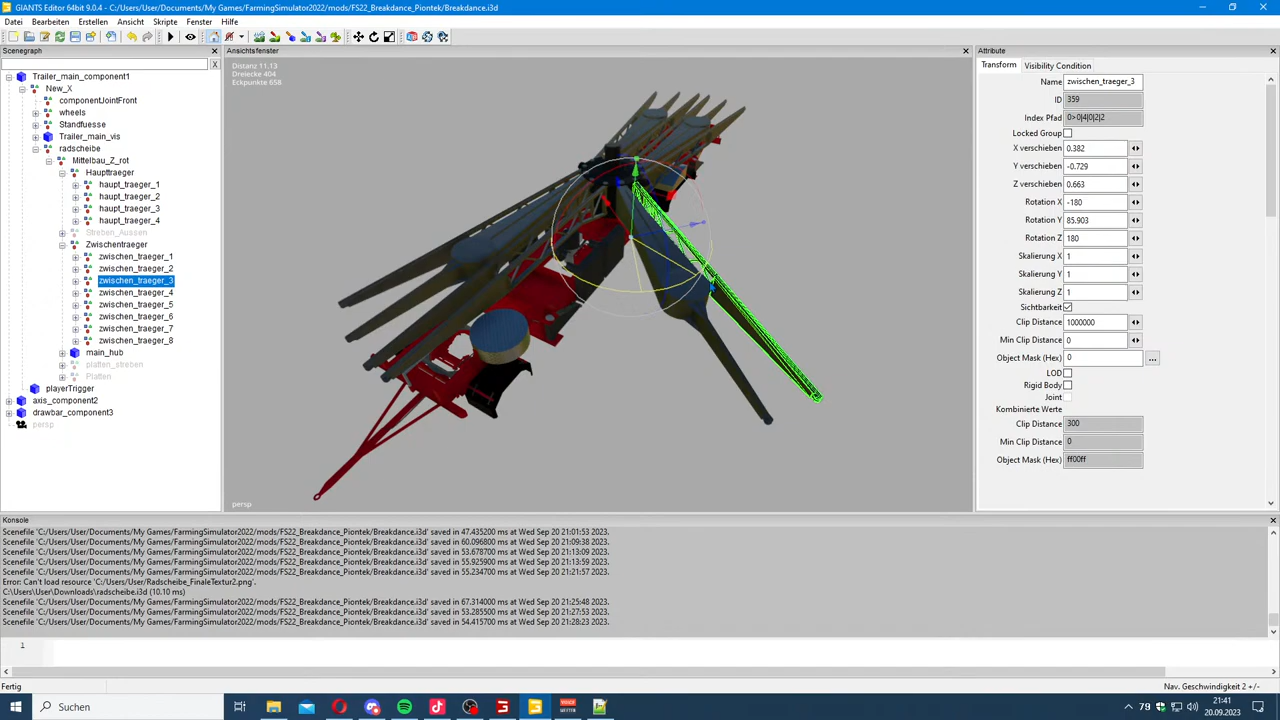 GIANTS Editor 64bit 9.0.4 - C:/Users/User/Documents/My Games/FarmingSimulator2022/mods/FS22_Breakdance_Piontek/Breakdance.i3d
Datei Bearbeiten Erstellen Ansicht Skripte Fenster Hilfe
Scenegraph
X
Trailer_main_component1
New_X
componentJointFront
wheels
Standfuesse
Trailer_main_vis
radscheibe
Mittelbau_Z_rot
Haupttraeger
haupt_traeger_1
haupt_traeger_2
haupt_traeger_3
haupt_traeger_4
Streben_Aussen
Zwischentraeger
zwischen_traeger_1
zwischen_traeger_2
zwischen_traeger_3
zwischen_traeger_4
zwischen_traeger_5
zwischen_traeger_6
zwischen_traeger_7
zwischen_traeger_8
main_hub
platten_streben
Platten
playerTrigger
axis_component2
drawbar_component3
persp
Ansichtsfenster
Distanz 11,13
Dreiecke 404
Eckpunkte 658
persp
Attribute
Transform Visibility Condition
Name zwischen_traeger_3
ID 359
Index Pfad 0>0|4|0|2|2
Locked Group
X verschieben 0.382
Y verschieben -0.729
Z verschieben 0.663
Rotation X -180
Rotation Y 85.903
Rotation Z 180
Skalierung X 1
Skalierung Y 1
Skalierung Z 1
Sichtbarkeit
Clip Distance 1000000
Min Clip Distance 0
Object Mask (Hex) 0 ...
LOD
Rigid Body
Joint
Kombinierte Werte
Clip Distance 300
Min Clip Distance 0
Object Mask (Hex) ff00ff
Konsole
Scenefile 'C:/Users/User/Documents/My Games/FarmingSimulator2022/mods/FS22_Breakdance_Piontek/Breakdance.i3d' saved in 47.435200 ms at Wed Sep 20 21:01:53 2023.
Scenefile 'C:/Users/User/Documents/My Games/FarmingSimulator2022/mods/FS22_Breakdance_Piontek/Breakdance.i3d' saved in 60.096800 ms at Wed Sep 20 21:09:38 2023.
Scenefile 'C:/Users/User/Documents/My Games/FarmingSimulator2022/mods/FS22_Breakdance_Piontek/Breakdance.i3d' saved in 53.678700 ms at Wed Sep 20 21:13:09 2023.
Scenefile 'C:/Users/User/Documents/My Games/FarmingSimulator2022/mods/FS22_Breakdance_Piontek/Breakdance.i3d' saved in 55.925900 ms at Wed Sep 20 21:13:59 2023.
Scenefile 'C:/Users/User/Documents/My Games/FarmingSimulator2022/mods/FS22_Breakdance_Piontek/Breakdance.i3d' saved in 55.234700 ms at Wed Sep 20 21:21:57 2023.
Error: Can't load resource 'C:/Users/User/Radscheibe_FinaleTextur2.png'.
C:\Users\User\Downloads\radscheibe.i3d (10.10 ms)
Scenefile 'C:/Users/User/Documents/My Games/FarmingSimulator2022/mods/FS22_Breakdance_Piontek/Breakdance.i3d' saved in 67.314000 ms at Wed Sep 20 21:25:48 2023.
Scenefile 'C:/Users/User/Documents/My Games/FarmingSimulator2022/mods/FS22_Breakdance_Piontek/Breakdance.i3d' saved in 53.285500 ms at Wed Sep 20 21:27:53 2023.
Scenefile 'C:/Users/User/Documents/My Games/FarmingSimulator2022/mods/FS22_Breakdance_Piontek/Breakdance.i3d' saved in 54.415700 ms at Wed Sep 20 21:28:23 2023.
1
Fertig
Nav. Geschwindigkeit 2 +/-
Suchen
79
21:41
20.09.2023